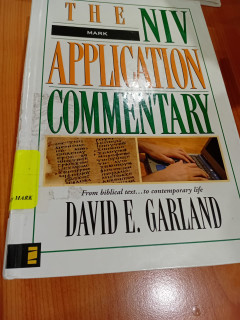 THE NIV
MARK
APPLICATION
COMMENTARY
From biblical text...to contemporary life
DAVID E. GARLAND
MARK